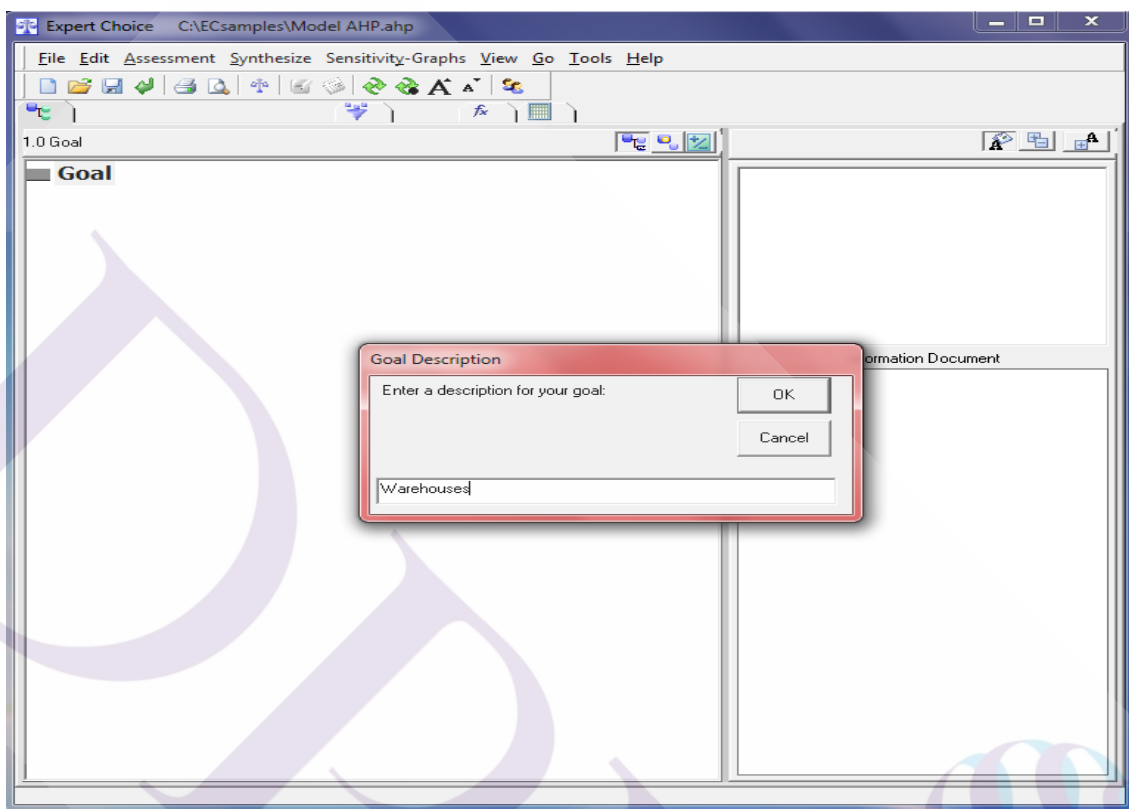 Expert Choice C:\ECsamples\Model AHP.ahp
File Edit Assessment Synthesize Sensitivity-Graphs View Go Tools Help
1.0 Goal
Goal
Goal Description
Enter a description for your goal:
OK
Cancel
Warehouses
ormation Document